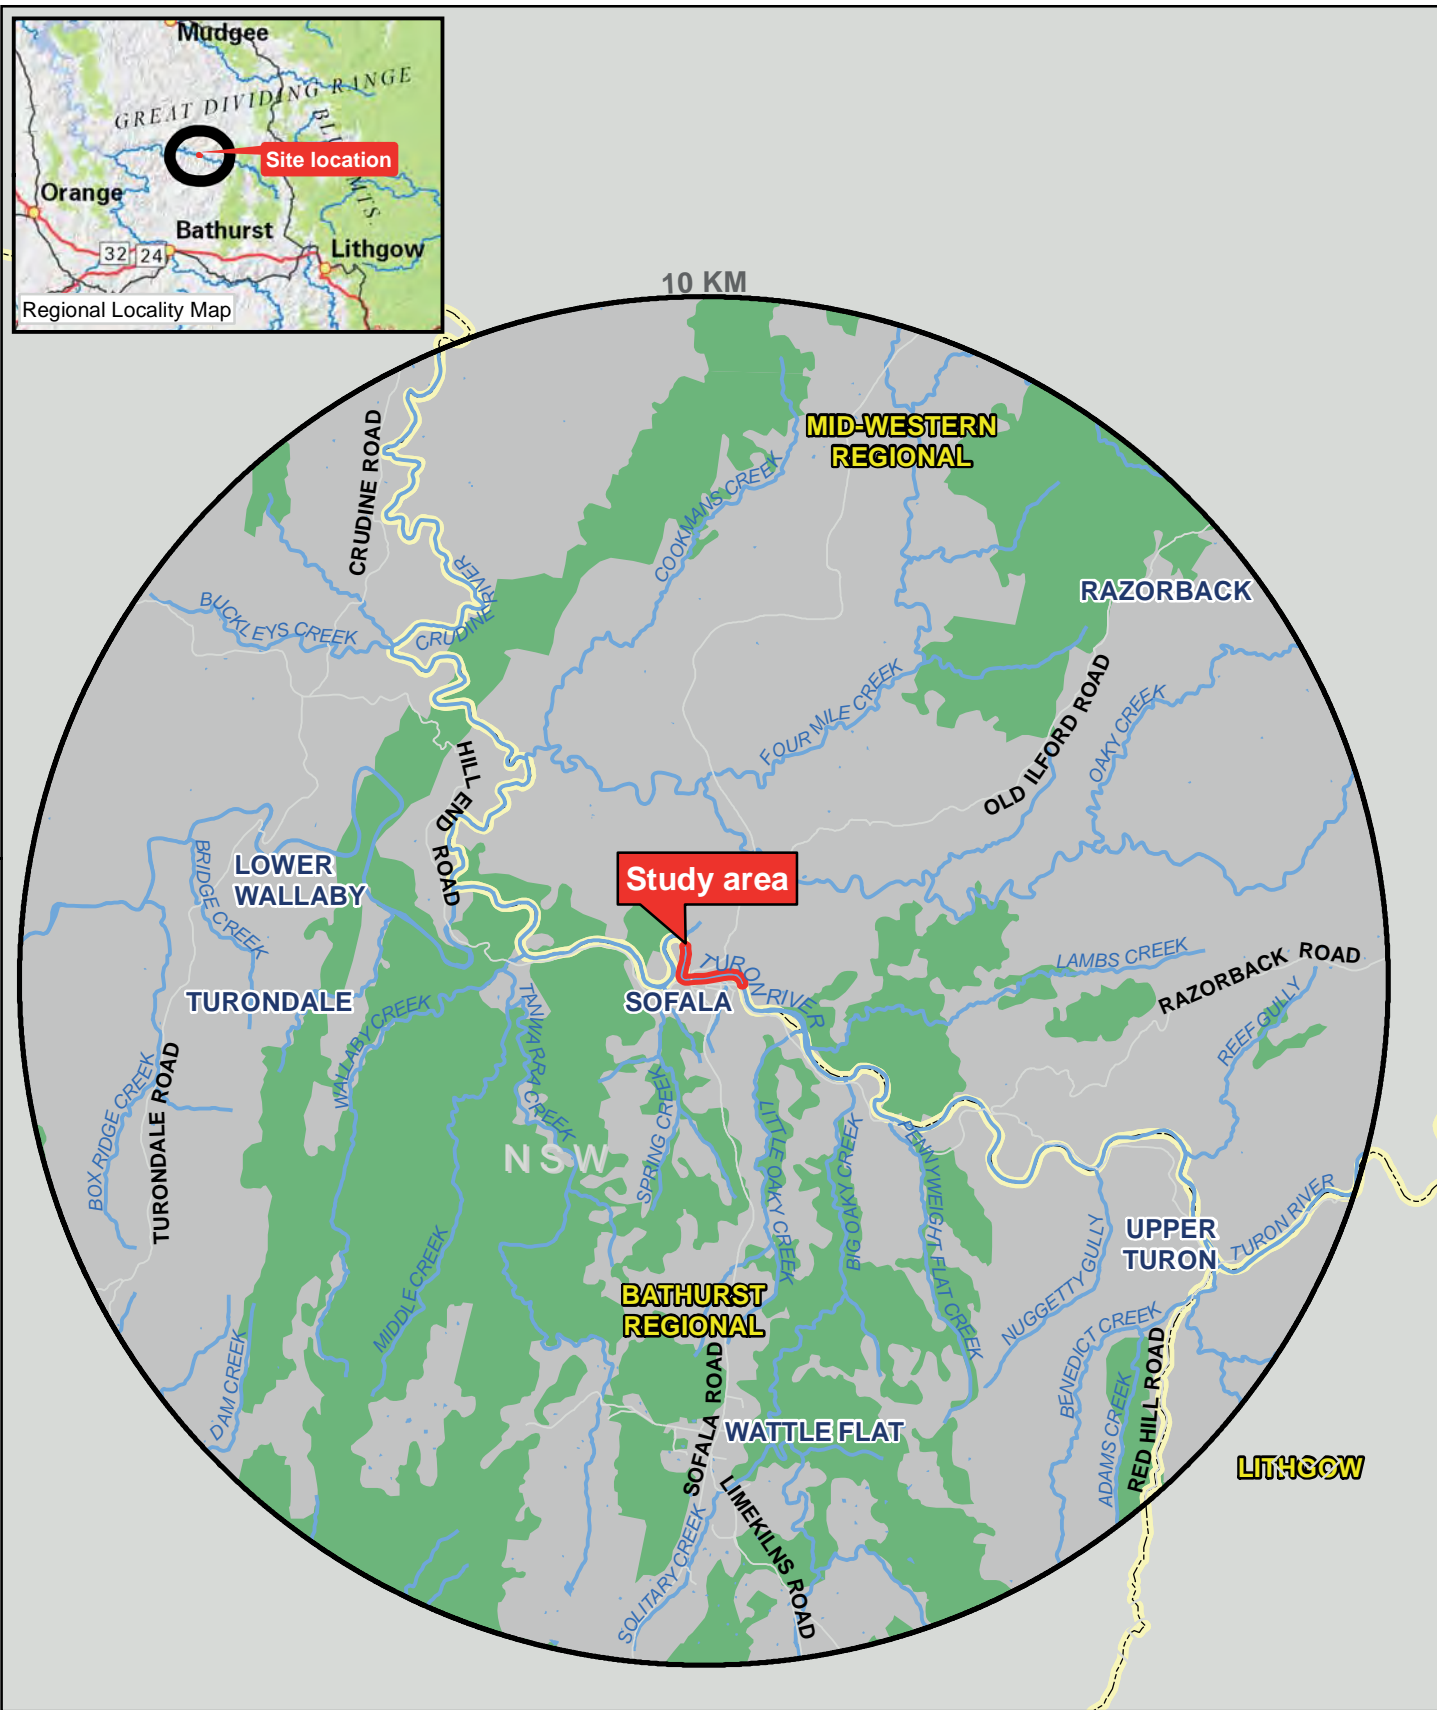 Mudgee
GREAT DIVIDING RANGE
BLUE MTS.
Site location
Orange
Bathurst
32
24
Lithgow
Regional Locality Map
10 KM
MID-WESTERN
REGIONAL
CRUDINE ROAD
COOKMANS CREEK
CRUDINE RIVER
BUCKLEYS CREEK
RAZORBACK
FOUR MILE CREEK
OLD ILFORD ROAD
OAKY CREEK
HILL END ROAD
BRIDGE CREEK
LOWER
WALLABY
Study area
TURON RIVER
LAMBS CREEK
RAZORBACK ROAD
TURONDALE
SOFALA
WALLABY CREEK
TANWARRA CREEK
REEF GULLY
BOX RIDGE CREEK
TURONDALE ROAD
NSW
SPRING CREEK
LITTLE OAKY CREEK
BIG OAKY CREEK
PENNYWEIGHT FLAT CREEK
NUGGETTY GULLY
UPPER
TURON
TURON RIVER
MIDDLE CREEK
BATHURST
REGIONAL
DAM CREEK
BENEDICT CREEK
ADAMS CREEK
RED HILL ROAD
SOFALA ROAD
WATTLE FLAT
LITHGOW
LIMEKILNS ROAD
SOLITARY CREEK